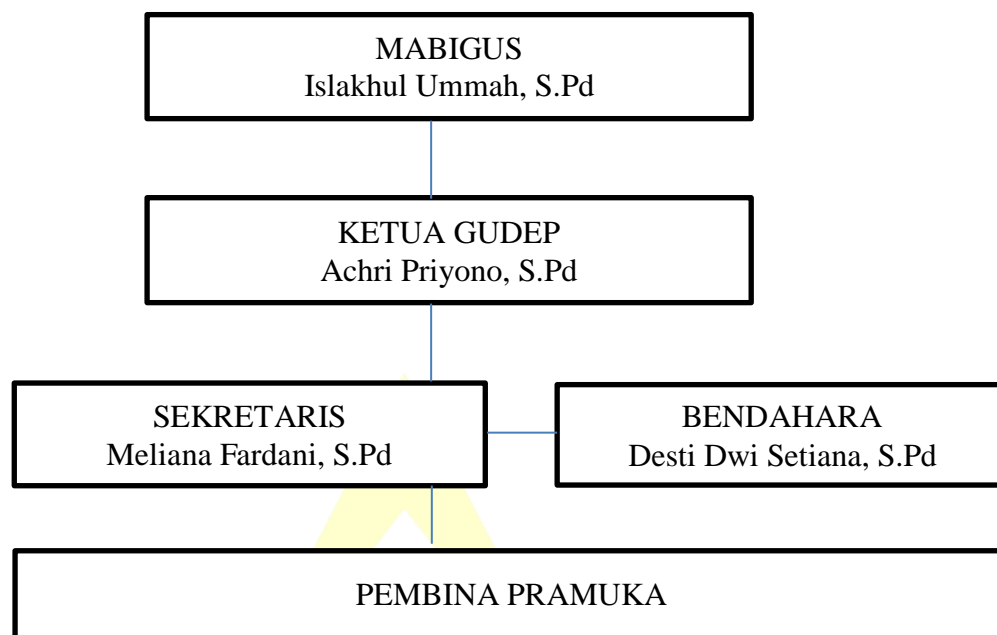 MABIGUS
Islakhul Ummah, S.Pd
KETUA GUDEP
Achri Priyono, S.Pd
SEKRETARIS
Meliana Fardani, S.Pd
BENDAHARA
Desti Dwi Setiana, S.Pd
PEMBINA PRAMUKA